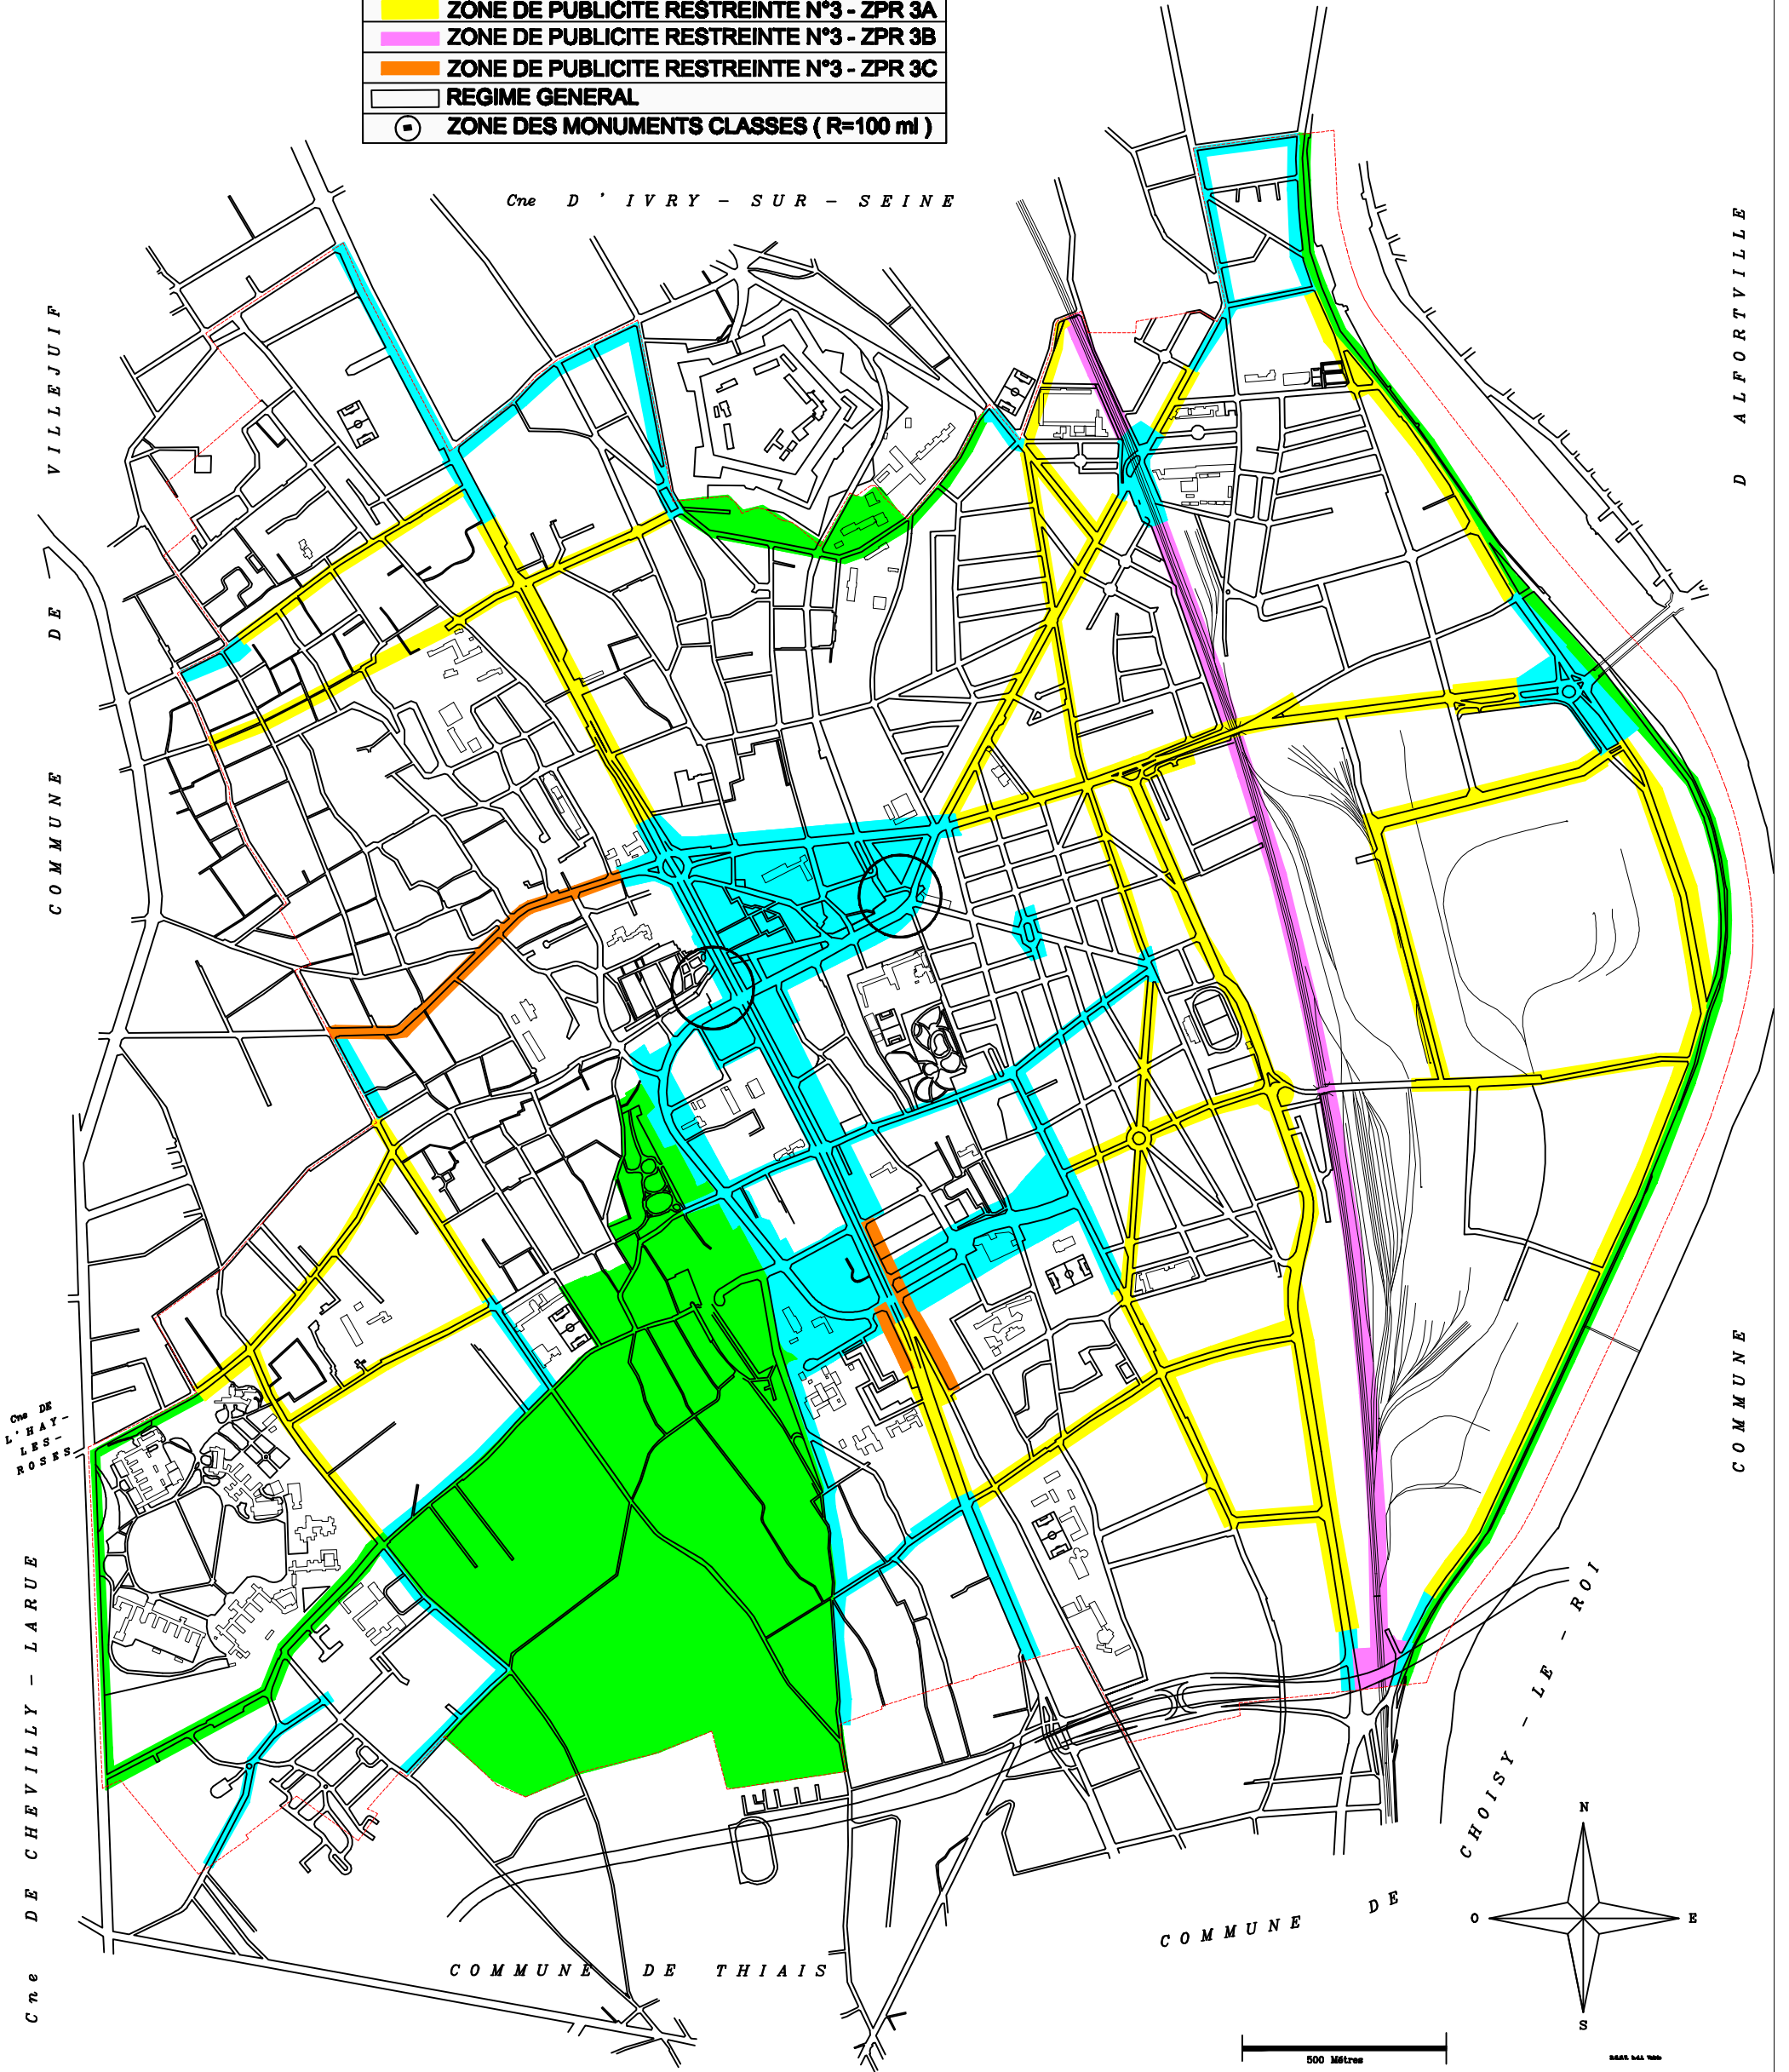 ZONE DE PUBLICITE RESTREINTE N°3 - ZPR 3A
ZONE DE PUBLICITE RESTREINTE N°3 - ZPR 3B
ZONE DE PUBLICITE RESTREINTE N°3 - ZPR 3C
REGIME GENERAL
ZONE DES MONUMENTS CLASSES ( R=100 ml )
Cne D ' IVRY - SUR - SEINE
COMMUNE DE VILLEJUIF
COMMUNE D ALFORTVILLE
Cne DE
L'HAY-
LES-
ROSES
Cne DE CHEVILLY - LARUE
COMMUNE DE THIAIS
COMMUNE DE CHOISY - LE - ROI
N
O
E
S
500 Mètres